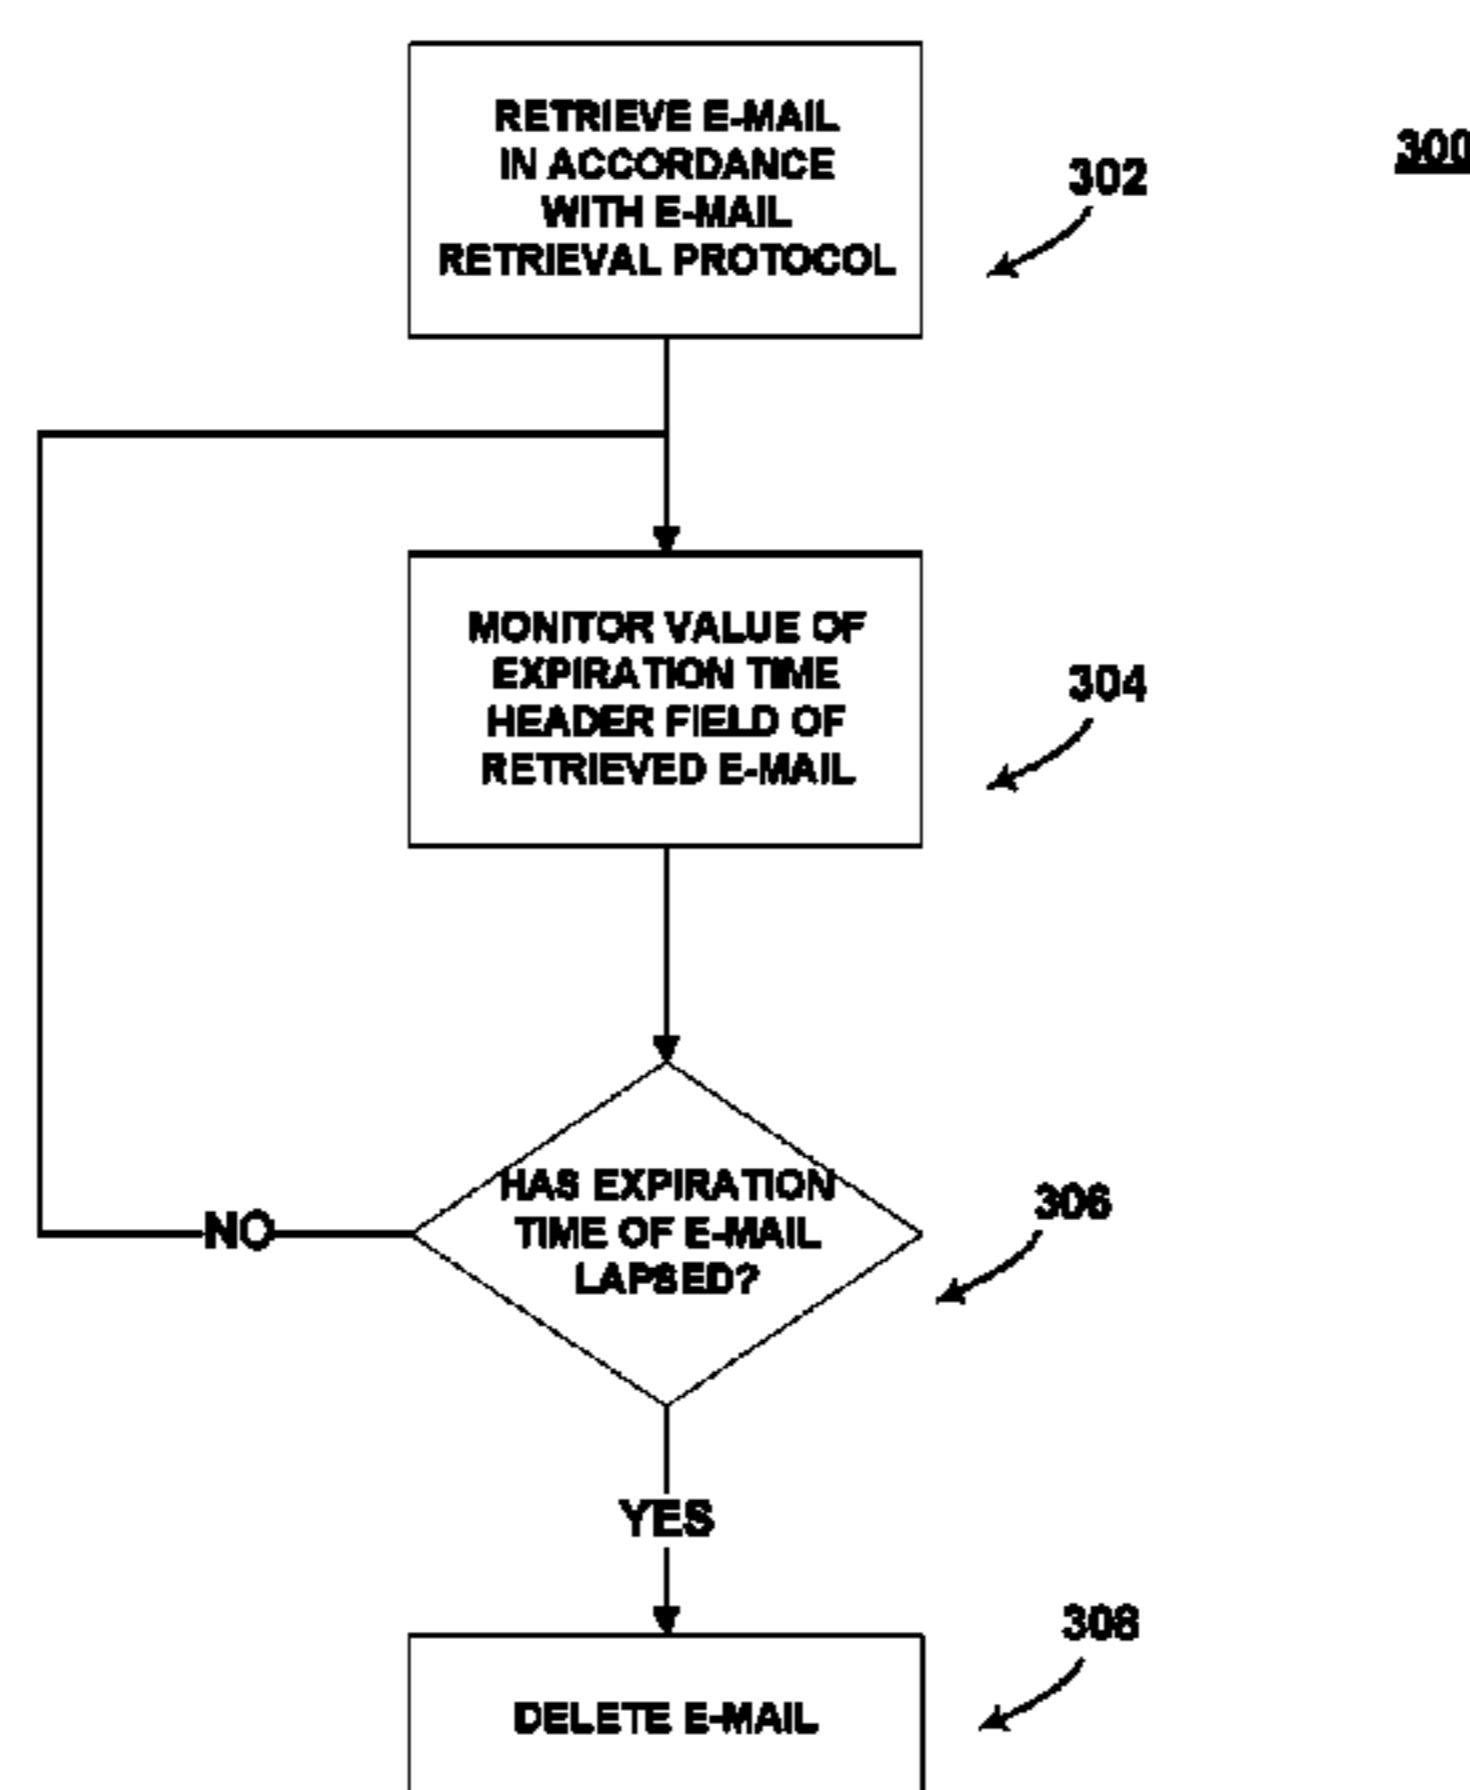 RETRIEVE E-MAIL
IN ACCORDANCE
WITH E-MAIL
RETRIEVAL PROTOCOL
302
300
MONITOR VALUE OF
EXPIRATION TIME
HEADER FIELD OF
RETRIEVED E-MAIL
304
HAS EXPIRATION
TIME OF E-MAIL
LAPSED?
306
NO
YES
308
DELETE E-MAIL